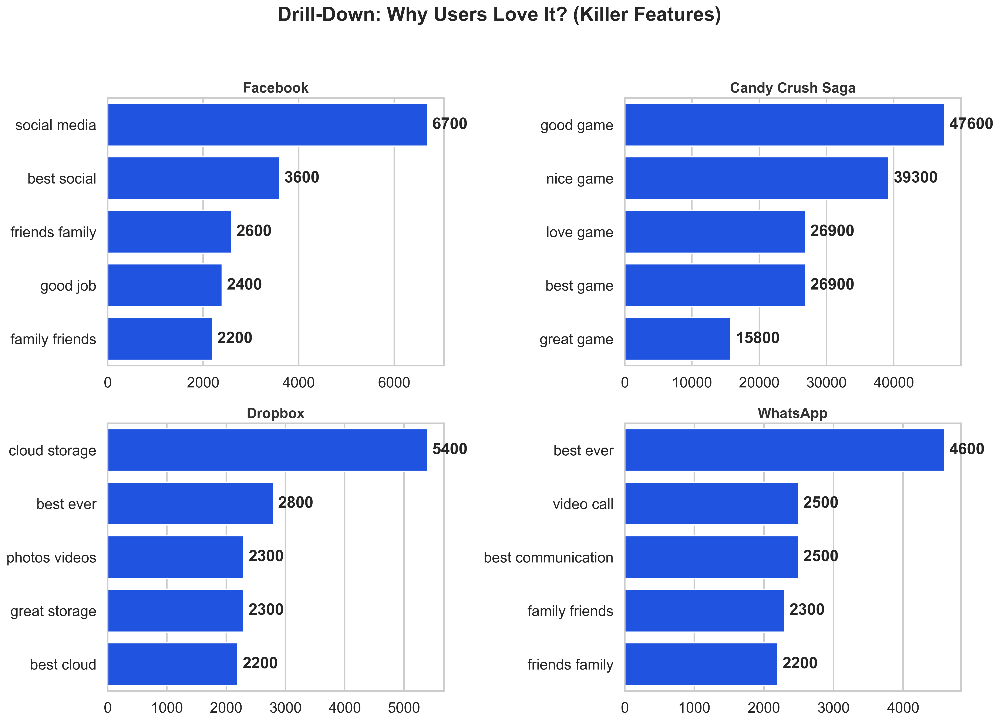 Drill-Down: Why Users Love It? (Killer Features)
Facebook
social media 6700
best social 3600
friends family 2600
good job 2400
family friends 2200
0 2000 4000 6000
Candy Crush Saga
good game 47600
nice game 39300
love game 26900
best game 26900
great game 15800
0 10000 20000 30000 40000
Dropbox
cloud storage 5400
best ever 2800
photos videos 2300
great storage 2300
best cloud 2200
0 1000 2000 3000 4000 5000
WhatsApp
best ever 4600
video call 2500
best communication 2500
family friends 2300
friends family 2200
0 1000 2000 3000 4000